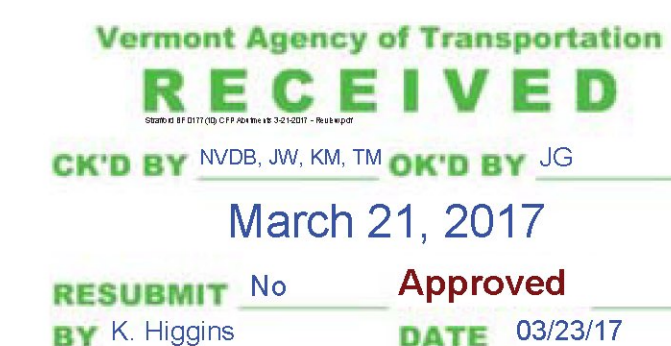 Vermont Agency of Transportation
RECEIVED
CK'D BY NVDB, JW, KM, TM OK'D BY JG
March 21, 2017
RESUBMIT No Approved
BY K. Higgins DATE 03/23/17